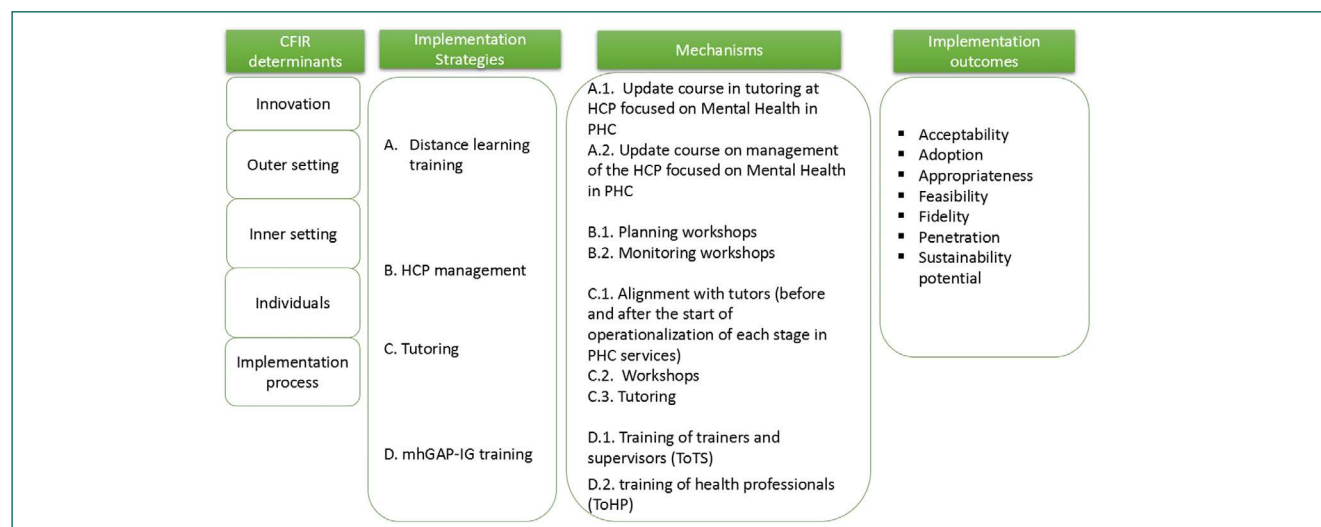 CFIR
determinants
Innovation
Outer setting
Inner setting
Individuals
Implementation
process
Implementation
Strategies
A. Distance learning
training
B. HCP management
C. Tutoring
D. mhGAP-IG training
Mechanisms
A.1. Update course in tutoring at
HCP focused on Mental Health in
PHC
A.2. Update course on management
of the HCP focused on Mental Health
in PHC
B.1. Planning workshops
B.2. Monitoring workshops
C.1. Alignment with tutors (before
and after the start of
operationalization of each stage in
PHC services)
C.2. Workshops
C.3. Tutoring
D.1. Training of trainers and
supervisors (ToTS)
D.2. training of health professionals
(ToHP)
Implementation
outcomes
▪ Acceptability
▪ Adoption
▪ Appropriateness
▪ Feasibility
▪ Fidelity
▪ Penetration
▪ Sustainability
potential